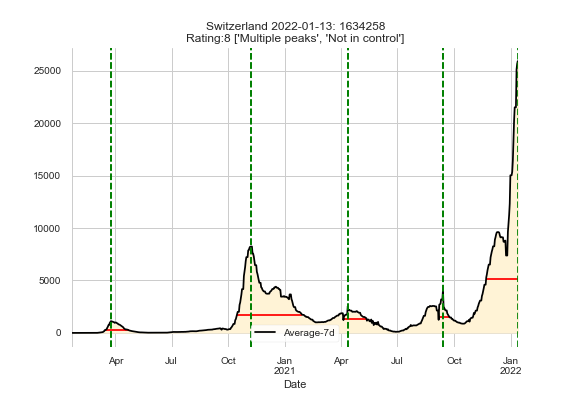 Switzerland 2022-01-13: 1634258
Rating:8 ['Multiple peaks', 'Not in control']
25000
20000
15000
10000
5000
0
Average-7d
Apr Jul Oct Jan Apr Jul Oct Jan
2021 2022
Date